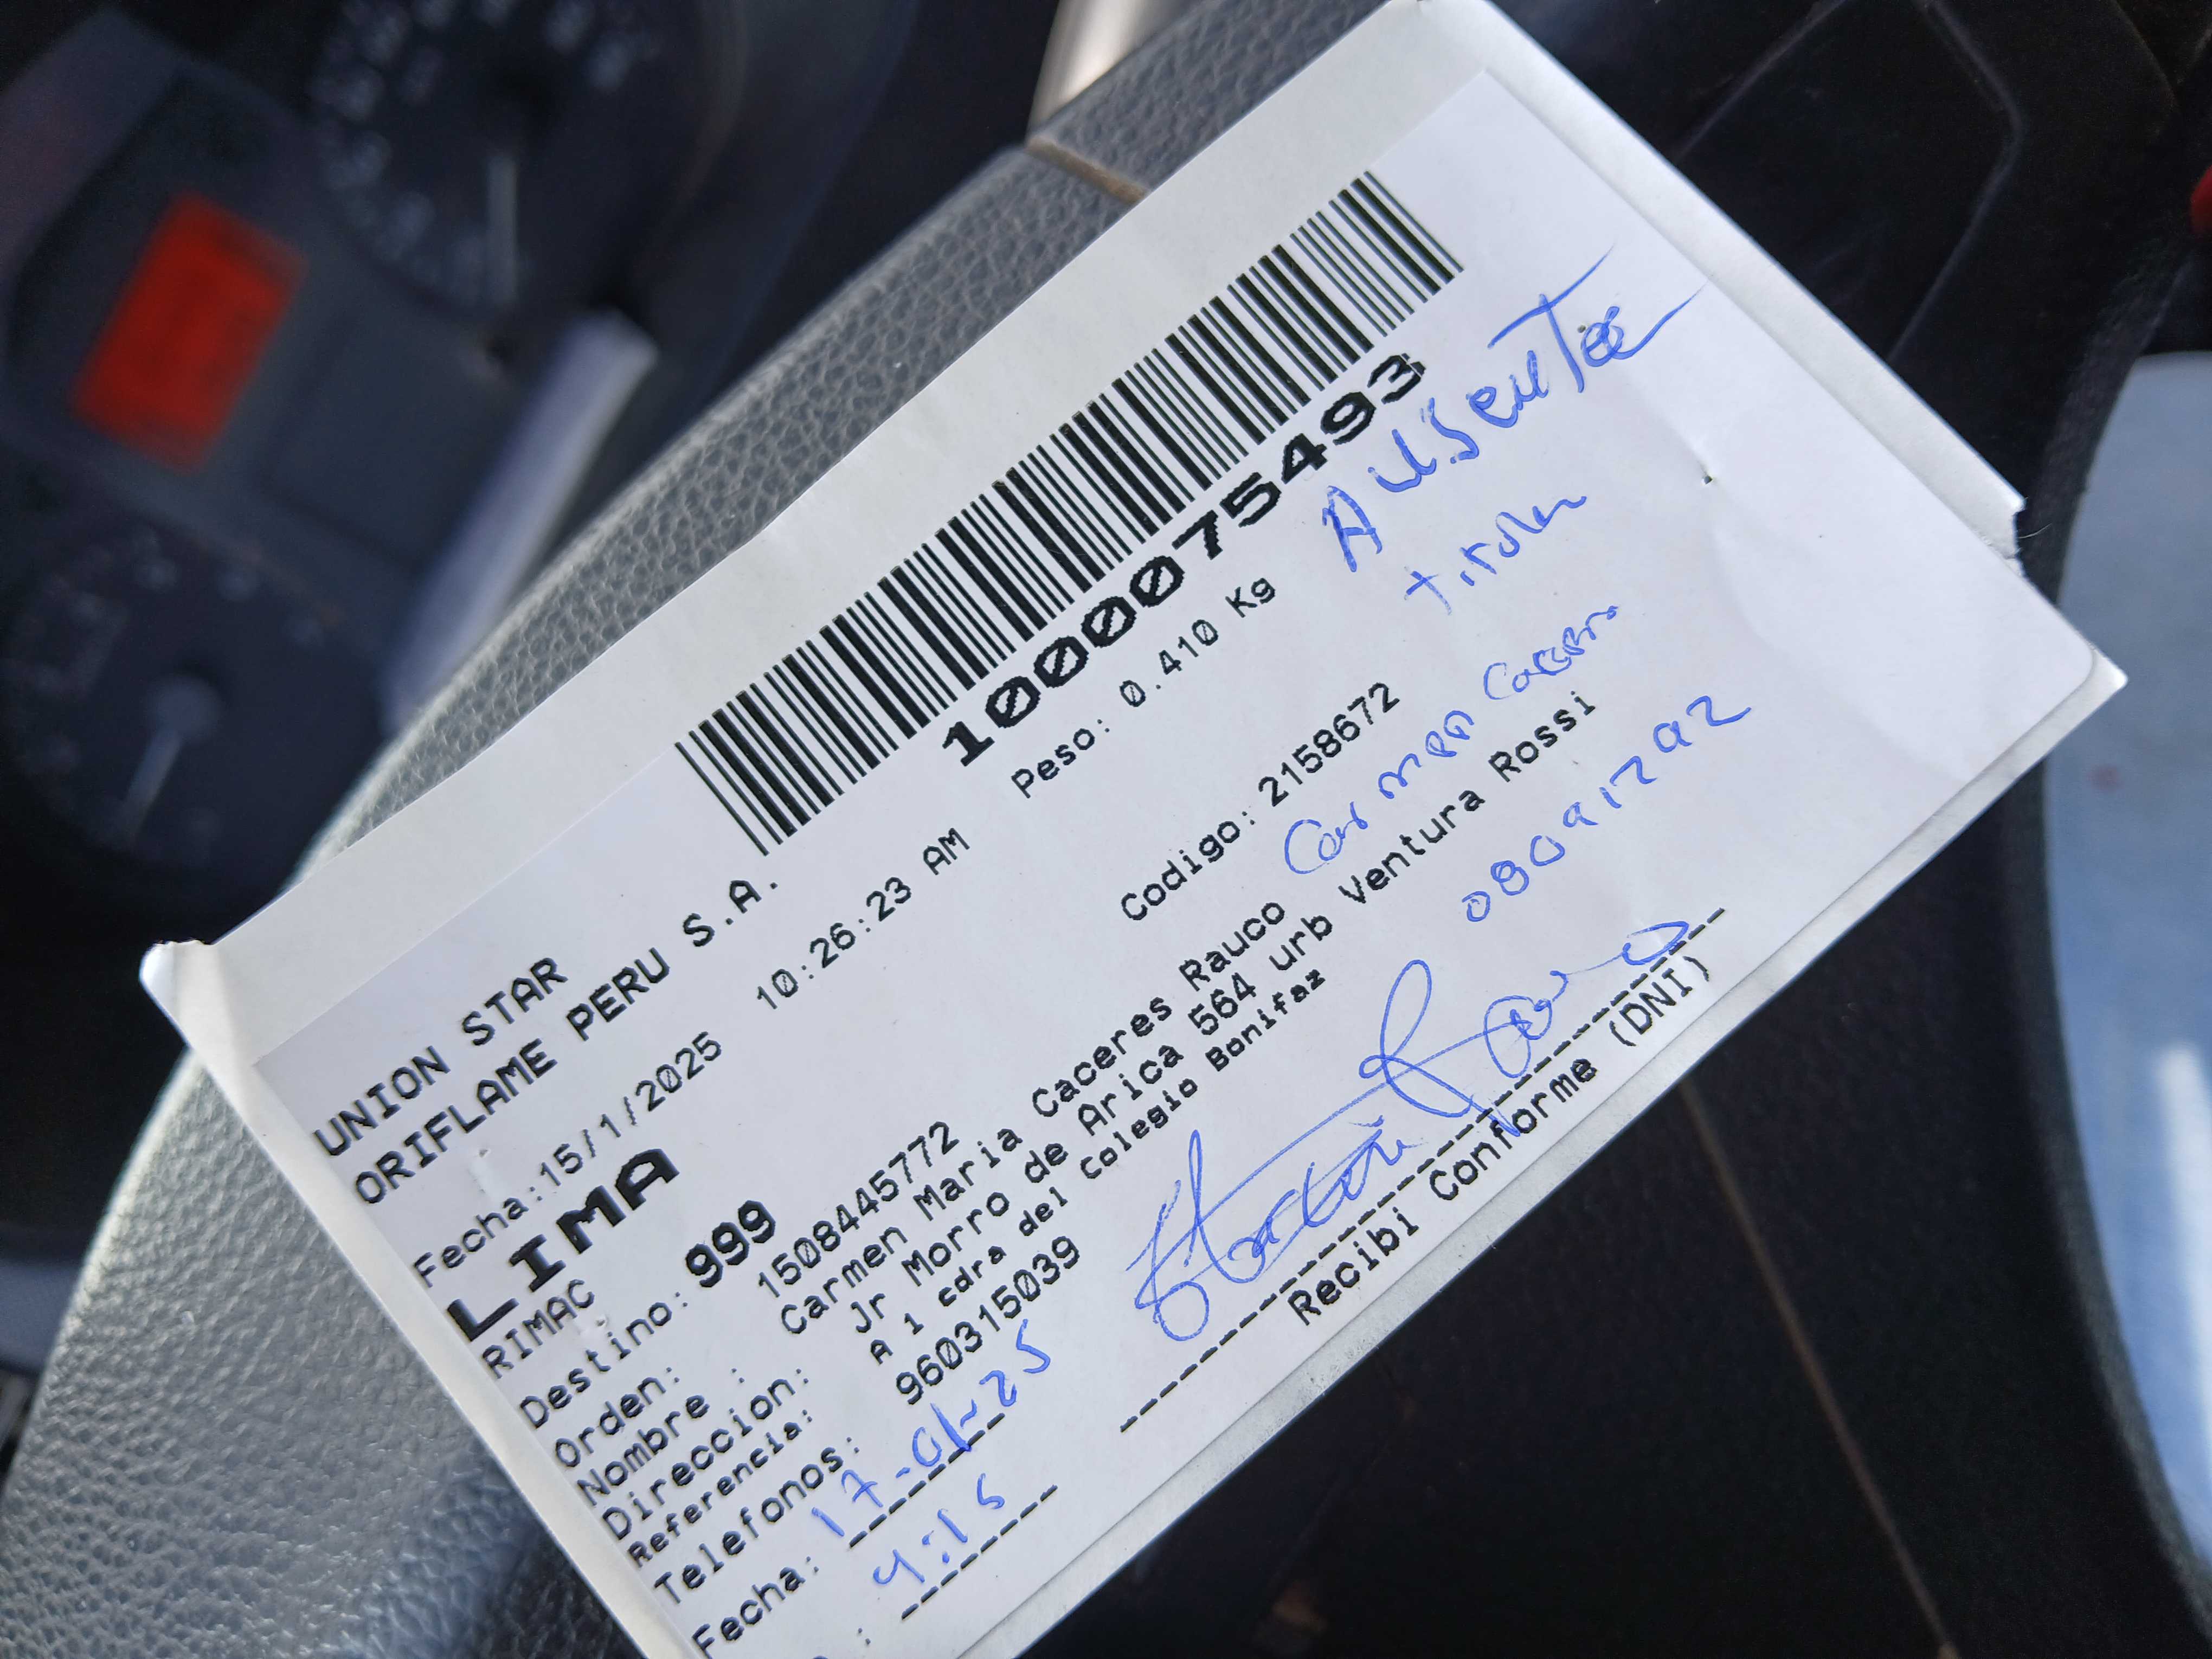 1000075493
Ausente
titular
UNION STAR
ORIFLAME PERU S.A.
Peso: 0.410 Kg
Fecha:15/1/2025 10:26:23 AM
LIMA
RIMAC
Destino: 999
Codigo: 2158672
Orden: 1508445772
Nombre : Carmen Maria Caceres Rauco
Carmen Caceres
Direccion: Jr Morro de Arica 564 urb Ventura Rossi
Referencia: A 1 cdra del Colegio Bonifaz
Telefonos: 960315039
08091292
Fecha: 17-01-25
: 9:15
Recibi Conforme (DNI)